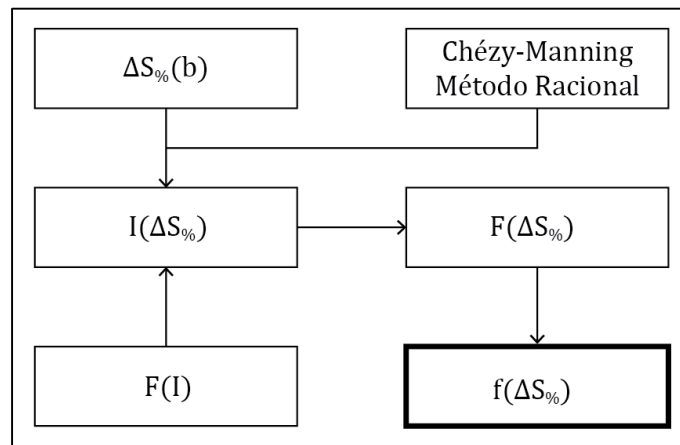 ΔS%(b)
Chézy-Manning
Método Racional
I(ΔS%)
F(ΔS%)
F(I)
f(ΔS%)